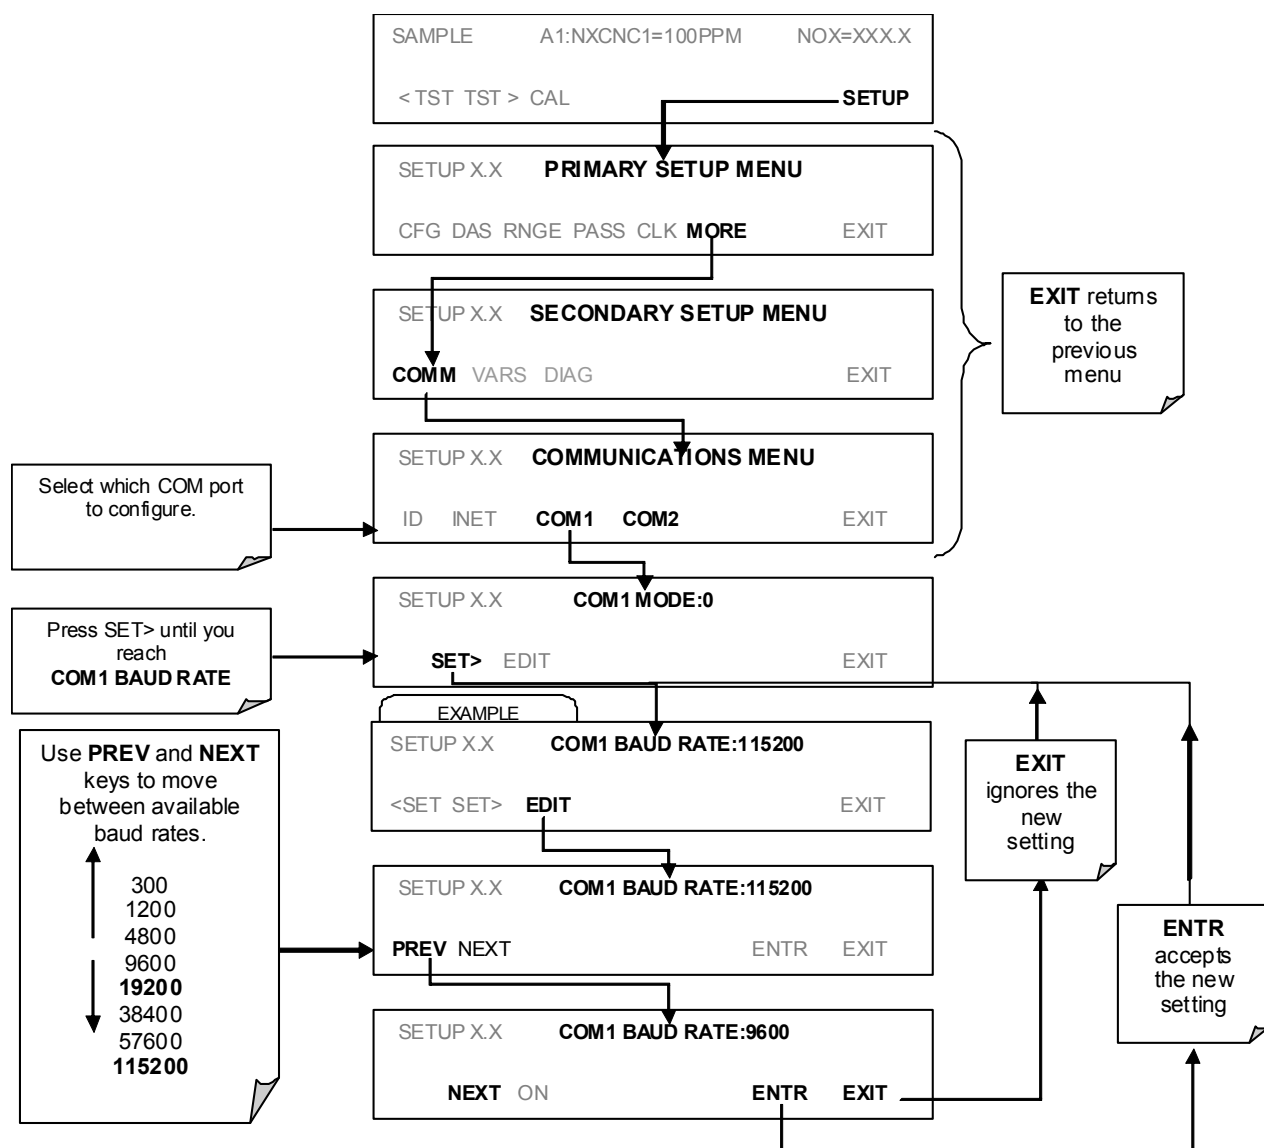 SAMPLE A1:NXCNC1=100PPM NOX=XXX.X
< TST TST > CAL SETUP
SETUP X.X PRIMARY SETUP MENU
CFG DAS RNGE PASS CLK MORE EXIT
SETUP X.X SECONDARY SETUP MENU
COMM VARS DIAG EXIT
EXIT returns
to the
previous
menu
SETUP X.X COMMUNICATIONS MENU
ID INET COM1 COM2 EXIT
Select which COM port
to configure.
SETUP X.X COM1 MODE:0
SET> EDIT EXIT
Press SET> until you
reach
COM1 BAUD RATE
EXAMPLE
SETUP X.X COM1 BAUD RATE:115200
<SET SET> EDIT EXIT
Use PREV and NEXT
keys to move
between available
baud rates.
300
1200
4800
9600
19200
38400
57600
115200
EXIT
ignores the
new
setting
SETUP X.X COM1 BAUD RATE:115200
PREV NEXT ENTR EXIT
ENTR
accepts
the new
setting
SETUP X.X COM1 BAUD RATE:9600
NEXT ON ENTR EXIT